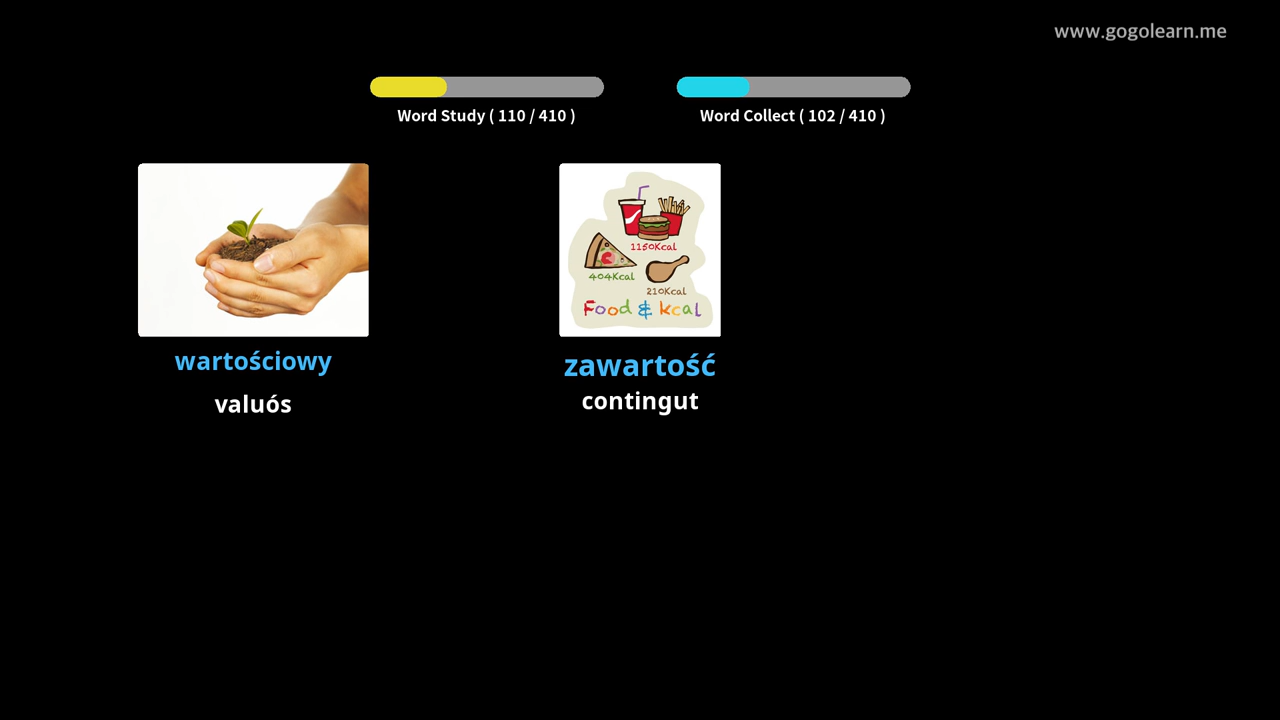 www.gogolearn.me
Word Study ( 110 / 410 )
Word Collect ( 102 / 410 )
1150Kcal
404Kcal
210Kcal
Food & kcal
wartościowy
valuós
zawartość
contingut